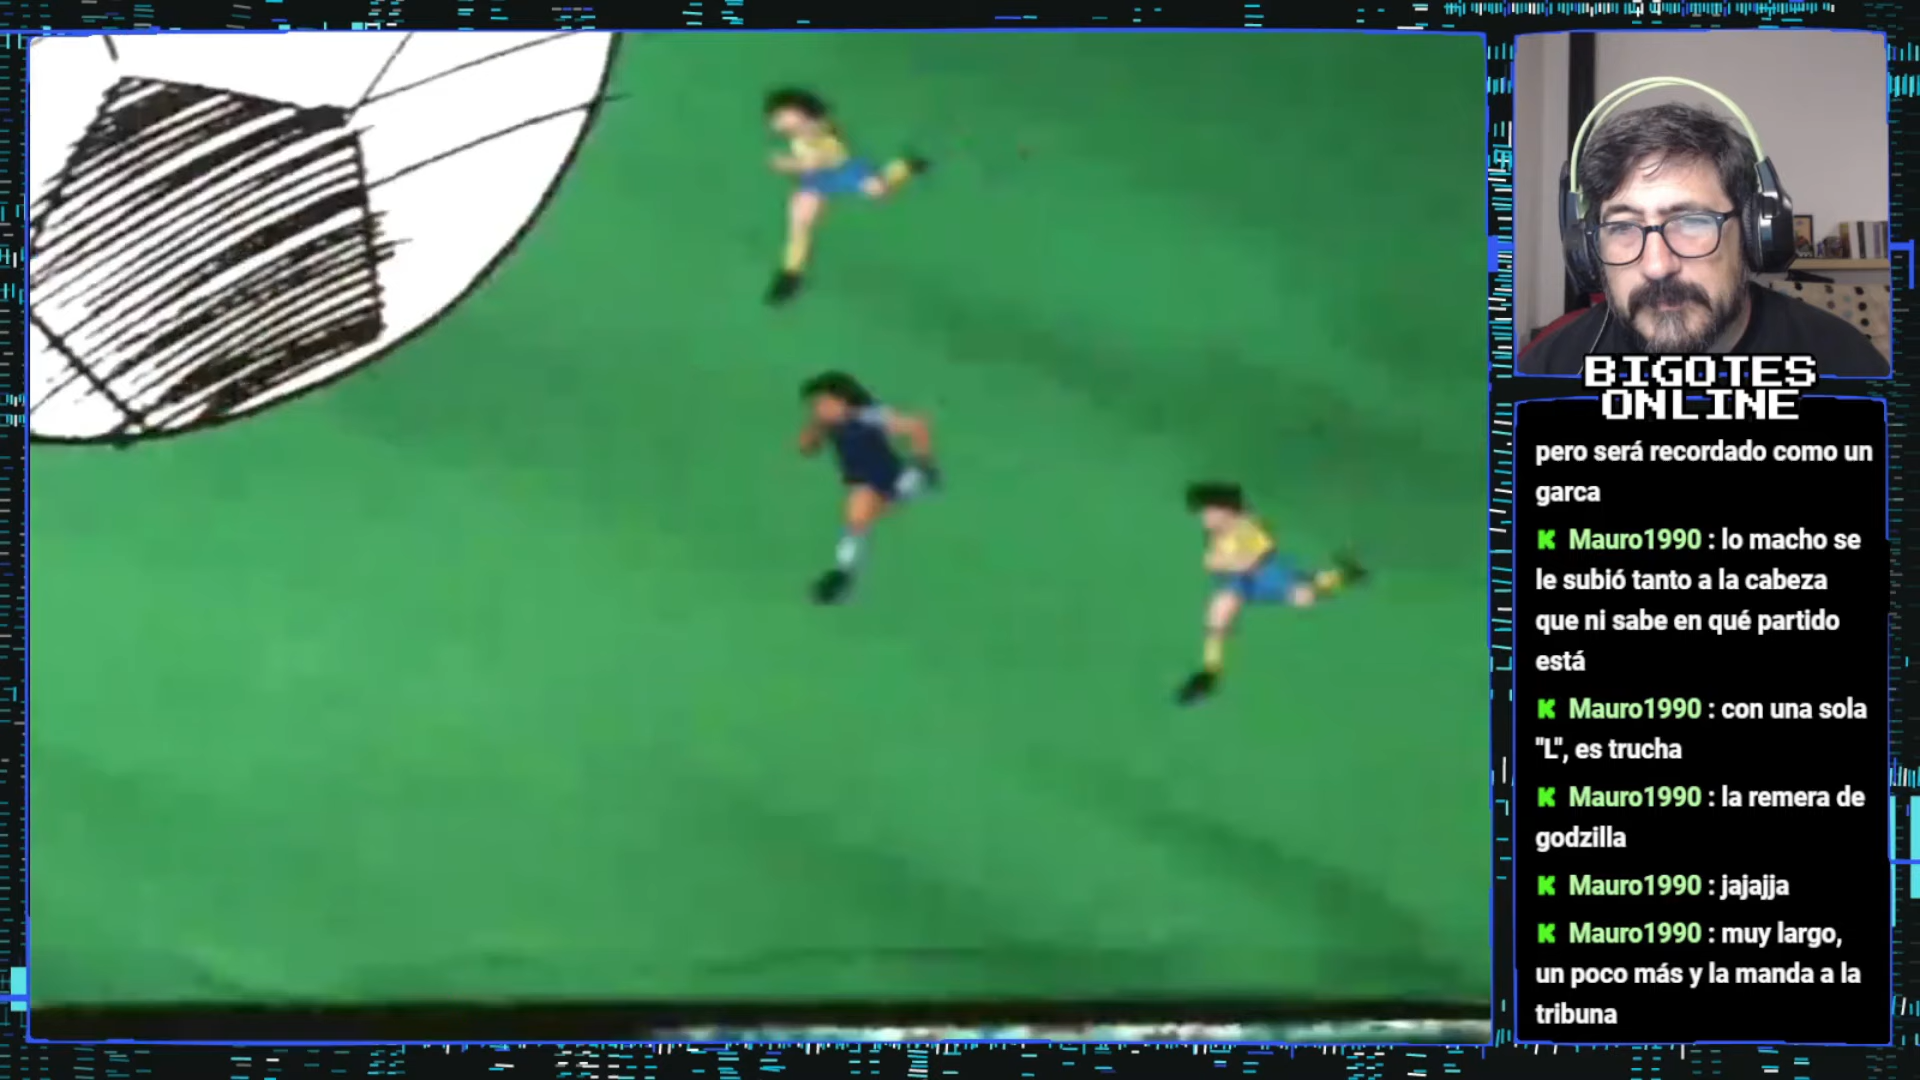 BIGOTES
ONLINE
pero será recordado como un
garca
K Mauro1990 : lo macho se
le subió tanto a la cabeza
que ni sabe en qué partido
está
K Mauro1990 : con una sola
"L", es trucha
K Mauro1990 : la remera de
godzilla
K Mauro1990 : jajajja
K Mauro1990 : muy largo,
un poco más y la manda a la
tribuna